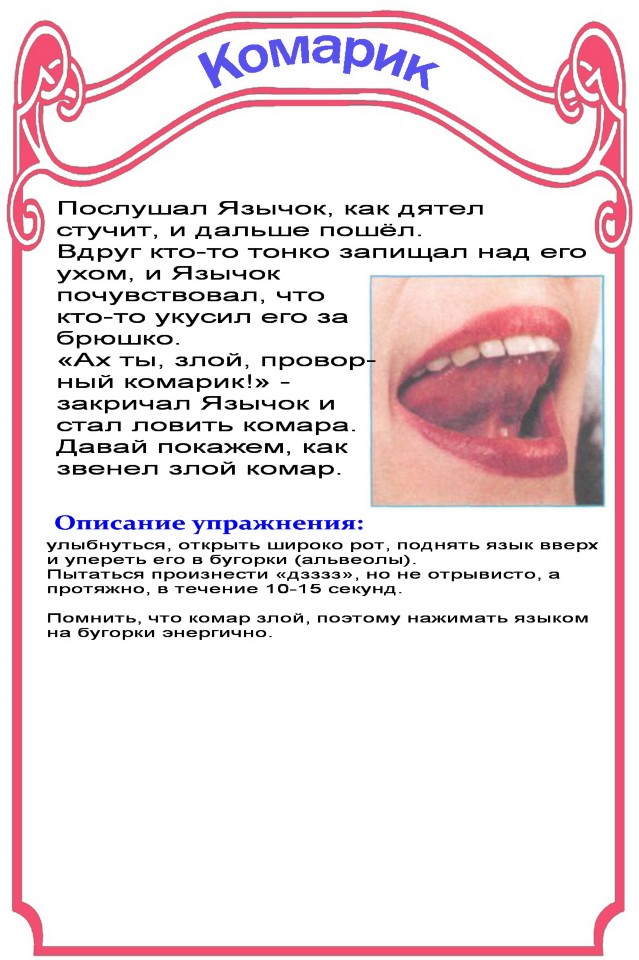 Комарик
Послушал Язычок, как дятел
стучит, и дальше пошёл.
Вдруг кто-то тонко запищал над его
ухом, и Язычок
почувствовал, что
кто-то укусил его за
брюшко.
«Ах ты, злой, провор-
ный комарик!» -
закричал Язычок и
стал ловить комара.
Давай покажем, как
звенел злой комар.
Описание упражнения:
улыбнуться, открыть широко рот, поднять язык вверх
и упереть его в бугорки (альвеолы).
Пытаться произнести «дзззз», но не отрывисто, а
протяжно, в течение 10-15 секунд.
Помнить, что комар злой, поэтому нажимать языком
на бугорки энергично.